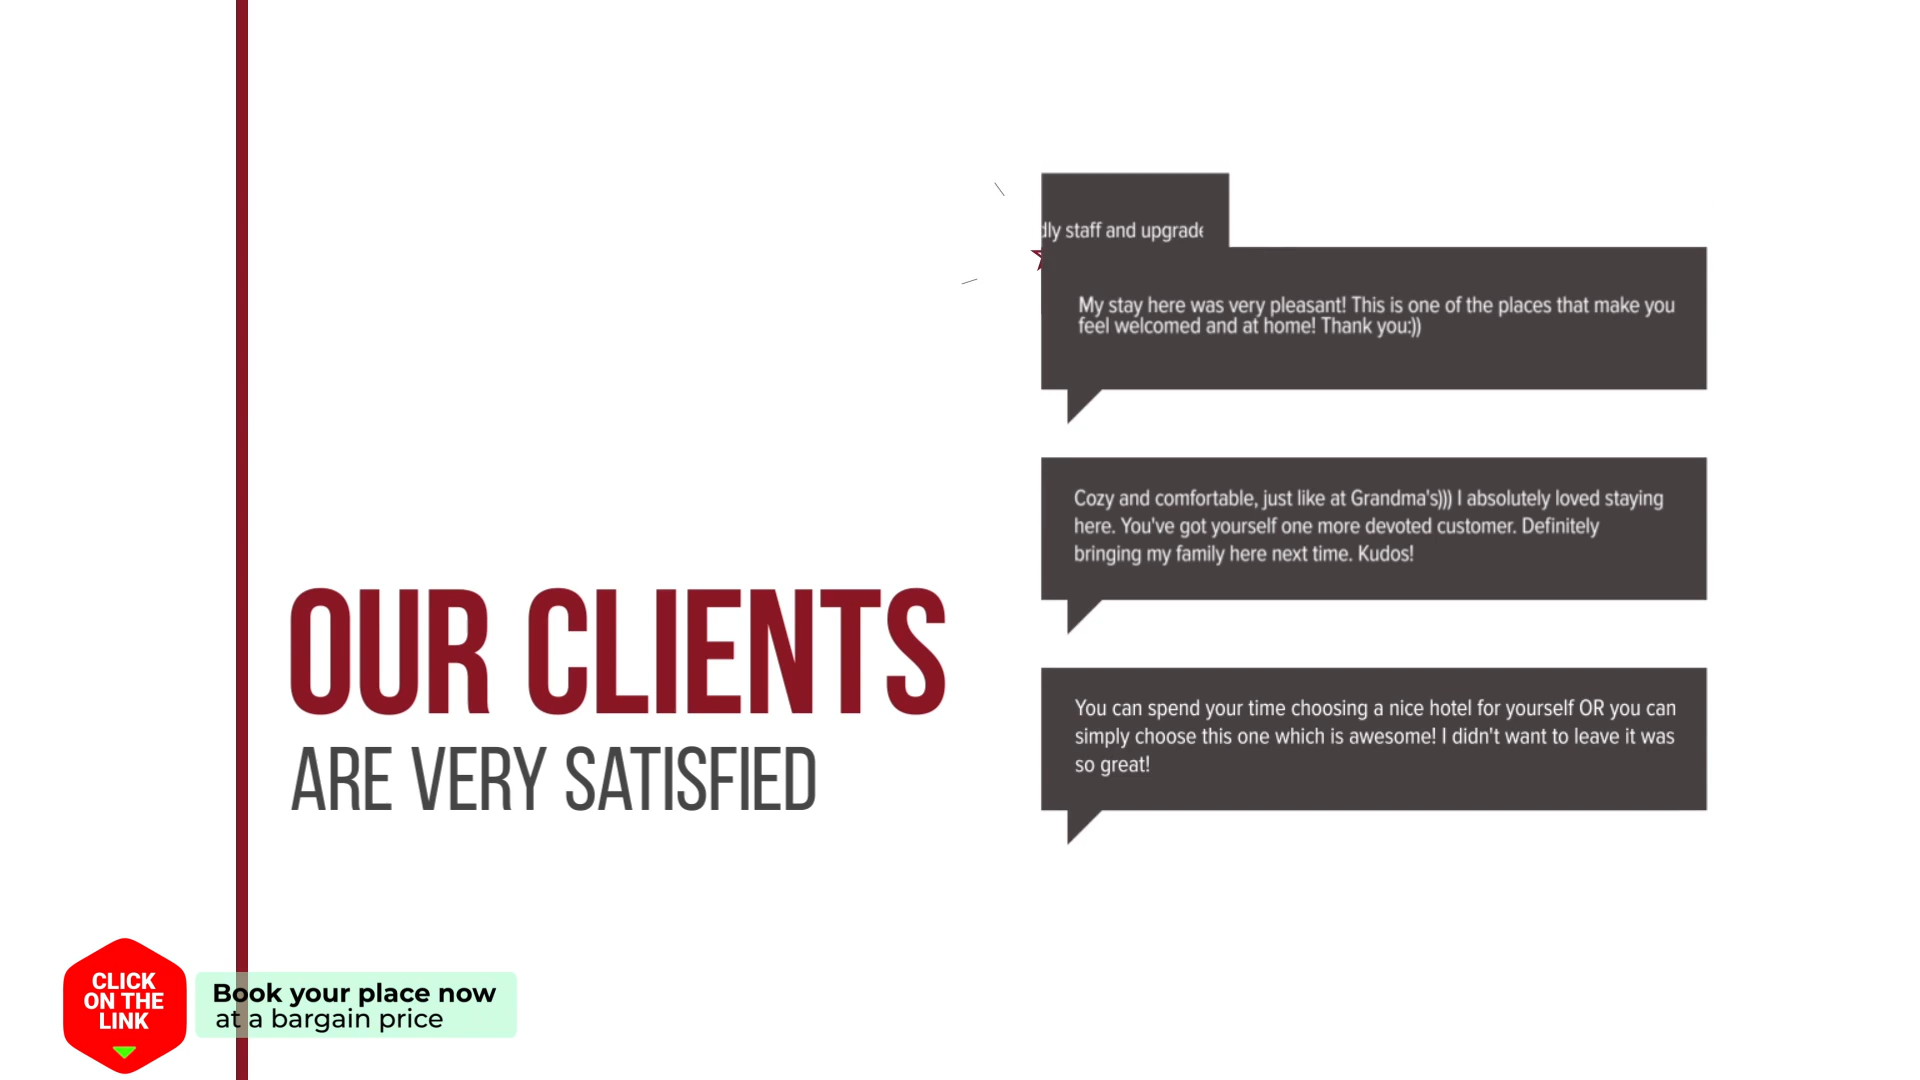 staff and upgrade
My stay here was very pleasant! This is one of the places that make you
feel welcomed and at home! Thank you:))
Cozy and comfortable, just like at Grandma's))) I absolutely loved staying
here. You've got yourself one more devoted customer. Definitely
bringing my family here next time. Kudos!
You can spend your time choosing a nice hotel for yourself OR you can
simply choose this one which is awesome! I didn't want to leave it was
so great!
OUR CLIENTS
ARE VERY SATISFIED
CLICK
ON THE
LINK
Book your place now
at a bargain price